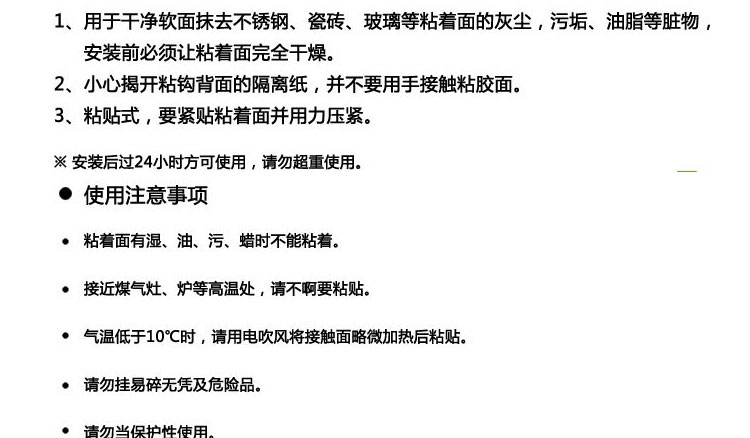 1、用于干净软面抹去不锈钢、瓷砖、玻璃等粘着面的灰尘，污垢、油脂等脏物，
安装前必须让粘着面完全干燥。
2、小心揭开粘钩背面的隔离纸，并不要用手接触粘胶面。
3、粘贴式，要紧贴粘着面并用力压紧。
※ 安装后过24小时方可使用，请勿超重使用。
● 使用注意事项
• 粘着面有湿、油、污、蜡时不能粘着。
• 接近煤气灶、炉等高温处，请不啊要粘贴。
• 气温低于10℃时，请用电吹风将接触面略微加热后粘贴。
• 请勿挂易碎无凭及危险品。
• 请勿当保护性使用。